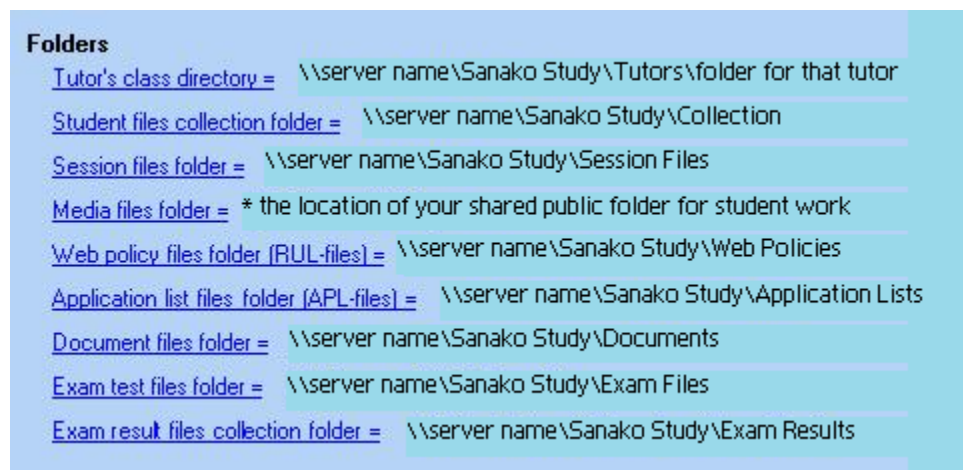 Folders
Tutor's class directory = \\server name\Sanako Study\Tutors\folder for that tutor
Student files collection folder = \\server name\Sanako Study\Collection
Session files folder = \\server name\Sanako Study\Session Files
Media files folder = * the location of your shared public folder for student work
Web policy files folder (RUL-files) = \\server name\Sanako Study\Web Policies
Application list files folder (APL-files) = \\server name\Sanako Study\Application Lists
Document files folder = \\server name\Sanako Study\Documents
Exam test files folder = \\server name\Sanako Study\Exam Files
Exam result files collection folder = \\server name\Sanako Study\Exam Results